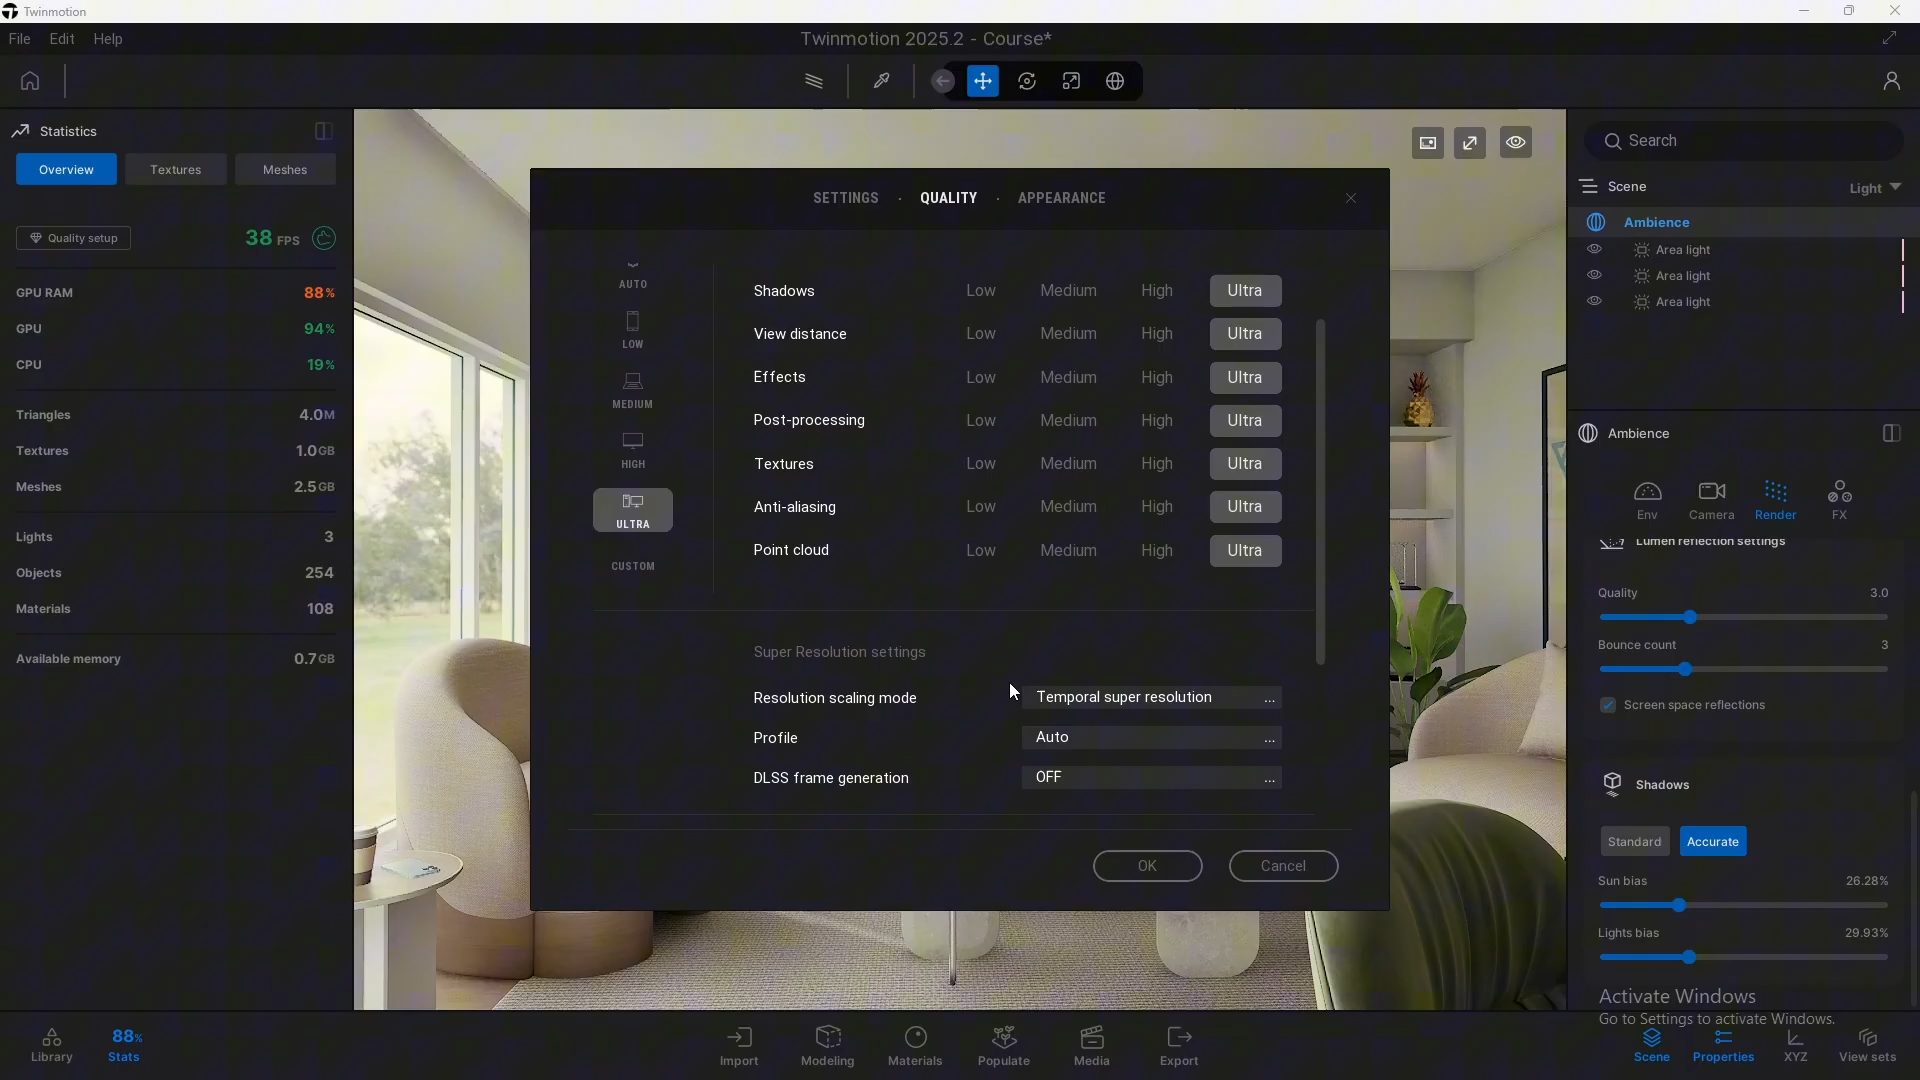 Twinmotion
File Edit Help
Twinmotion 2025.2 - Course*
Statistics
Overview Textures Meshes
Quality setup 38 FPS
GPU RAM 88%
GPU 94%
CPU 19%
Triangles 4.0M
Textures 1.0GB
Meshes 2.5GB
Lights 3
Objects 254
Materials 108
Available memory 0.7GB
SETTINGS · QUALITY · APPEARANCE
AUTO
LOW
MEDIUM
HIGH
ULTRA
CUSTOM
Shadows Low Medium High Ultra
View distance Low Medium High Ultra
Effects Low Medium High Ultra
Post-processing Low Medium High Ultra
Textures Low Medium High Ultra
Anti-aliasing Low Medium High Ultra
Point cloud Low Medium High Ultra
Super Resolution settings
Resolution scaling mode Temporal super resolution ...
Profile Auto ...
DLSS frame generation OFF ...
OK Cancel
Search
Scene Light
Ambience
Area light
Area light
Area light
Ambience
Env Camera Render FX
Lumen reflection settings
Quality 3.0
Bounce count 3
Screen space reflections
Shadows
Standard Accurate
Sun bias 26.28%
Lights bias 29.93%
Activate Windows
Go to Settings to activate Windows.
Library
88%
Stats
Import Modeling Materials Populate Media Export
Scene Properties XYZ View sets